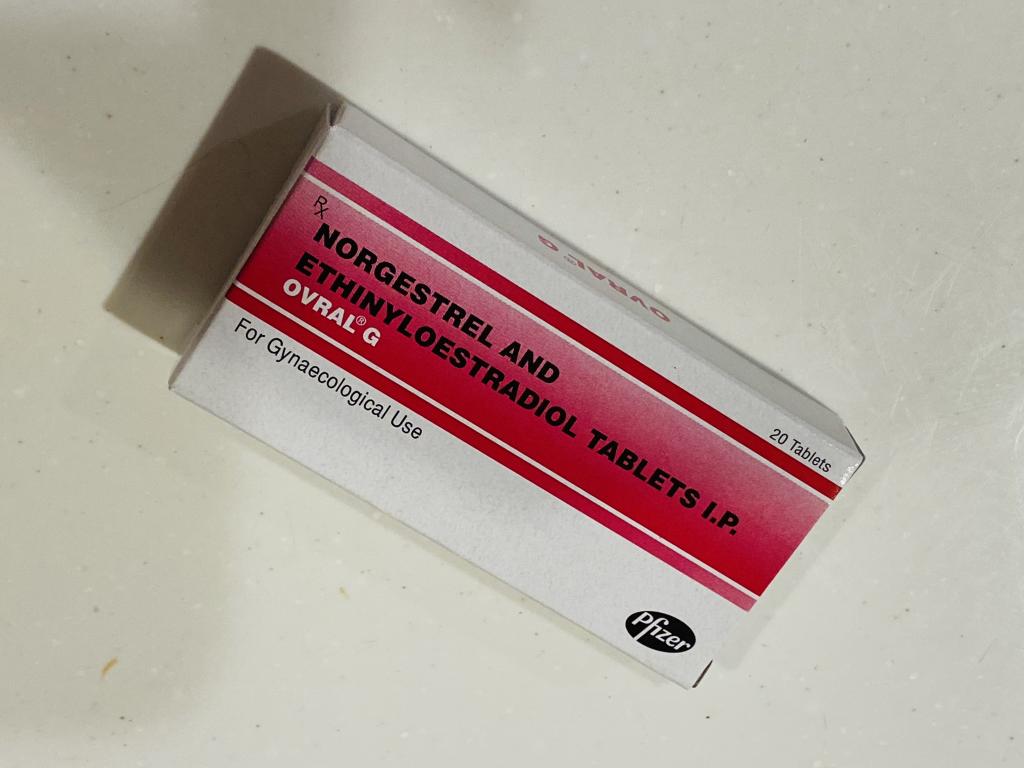 Rx
NORGESTREL AND
ETHINYLOESTRADIOL TABLETS I.P.
OVRAL® G
For Gynaecological Use
20 Tablets
Pfizer
OVRAL® G